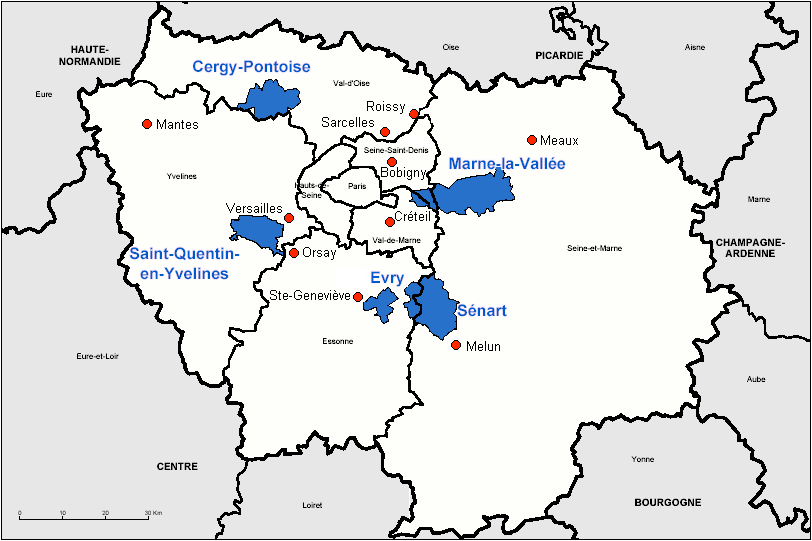 HAUTE-
NORMANDIE
Oise
PICARDIE
Aisne
Eure
Cergy-Pontoise
Val-d'Oise
Roissy
Mantes
Sarcelles
Meaux
Seine-Saint-Denis
Marne-la-Vallée
Bobigny
Yvelines
Hauts-de-
Seine
Paris
Marne
Versailles
Créteil
Val-de-Marne
Seine-et-Marne
CHAMPAGNE-
ARDENNE
Saint-Quentin-
en-Yvelines
Orsay
Evry
Ste-Geneviève
Sénart
Essonne
Melun
Eure-et-Loir
Aube
CENTRE
Yonne
Loiret
BOURGOGNE
0 10 20 30 Km